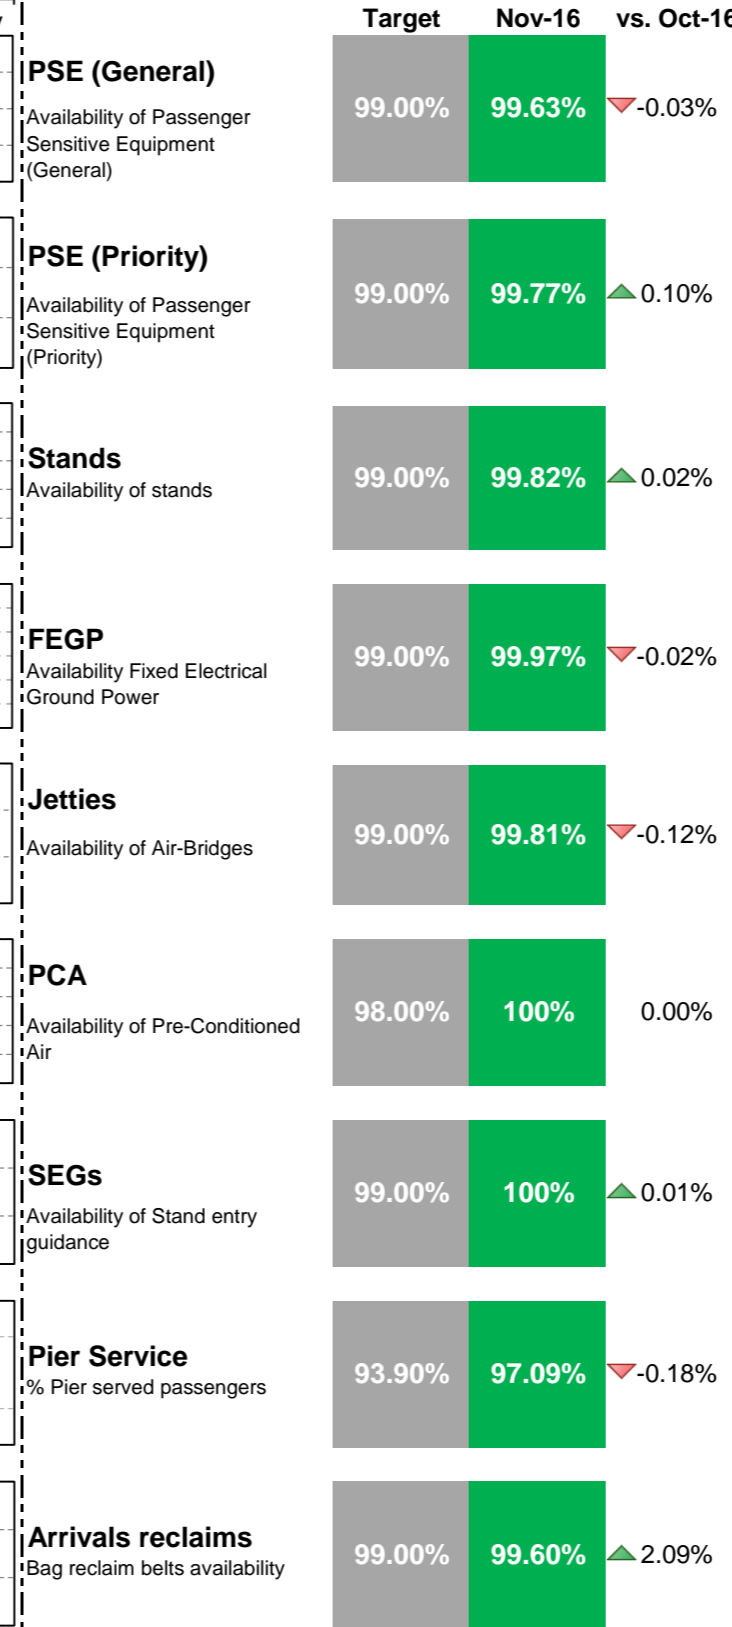 Target Nov-16 vs. Oct-16
PSE (General)
Availability of Passenger
Sensitive Equipment
(General)
99.00% 99.63% -0.03%
PSE (Priority)
Availability of Passenger
Sensitive Equipment
(Priority)
99.00% 99.77% 0.10%
Stands
Availability of stands
99.00% 99.82% 0.02%
FEGP
Availability Fixed Electrical
Ground Power
99.00% 99.97% -0.02%
Jetties
Availability of Air-Bridges
99.00% 99.81% -0.12%
PCA
Availability of Pre-Conditioned
Air
98.00% 100% 0.00%
SEGs
Availability of Stand entry
guidance
99.00% 100% 0.01%
Pier Service
% Pier served passengers
93.90% 97.09% -0.18%
Arrivals reclaims
Bag reclaim belts availability
99.00% 99.60% 2.09%